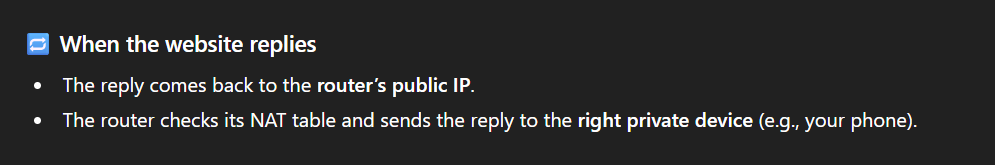 🔁 When the website replies
• The reply comes back to the router’s public IP.
• The router checks its NAT table and sends the reply to the right private device (e.g., your phone).